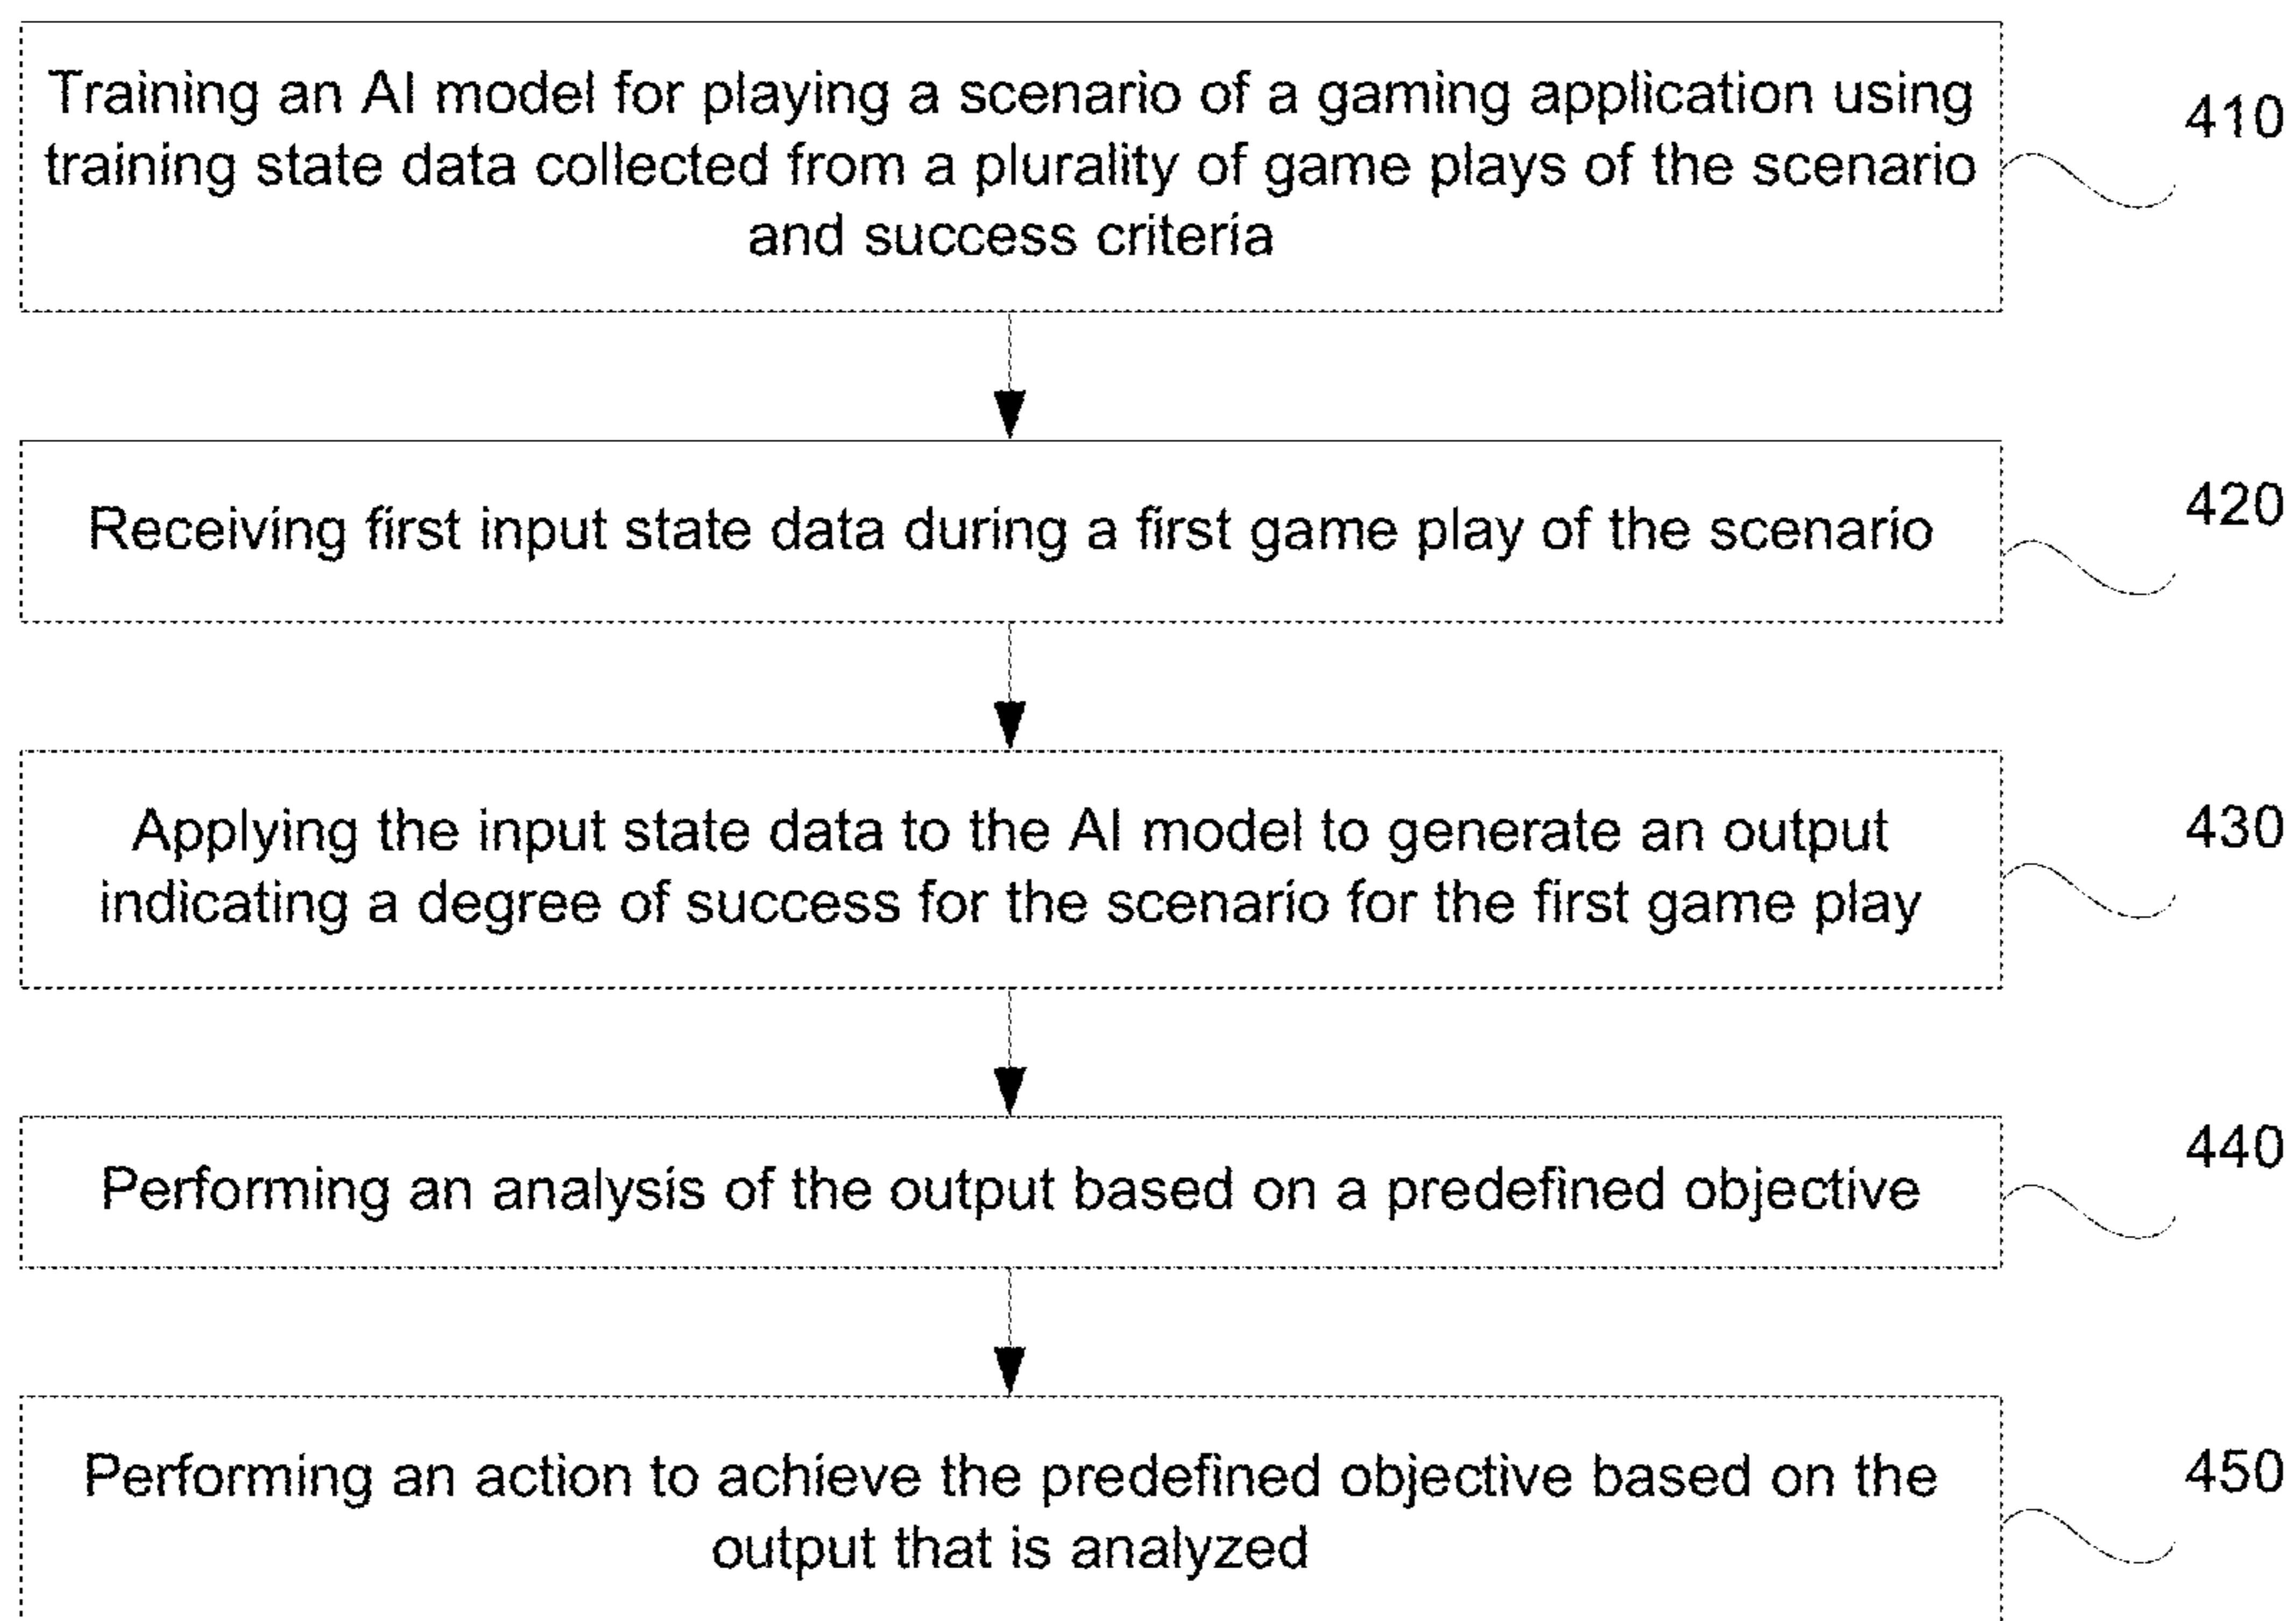 Training an AI model for playing a scenario of a gaming application using
training state data collected from a plurality of game plays of the scenario
and success criteria
410
Receiving first input state data during a first game play of the scenario
420
Applying the input state data to the AI model to generate an output
indicating a degree of success for the scenario for the first game play
430
Performing an analysis of the output based on a predefined objective
440
Performing an action to achieve the predefined objective based on the
output that is analyzed
450